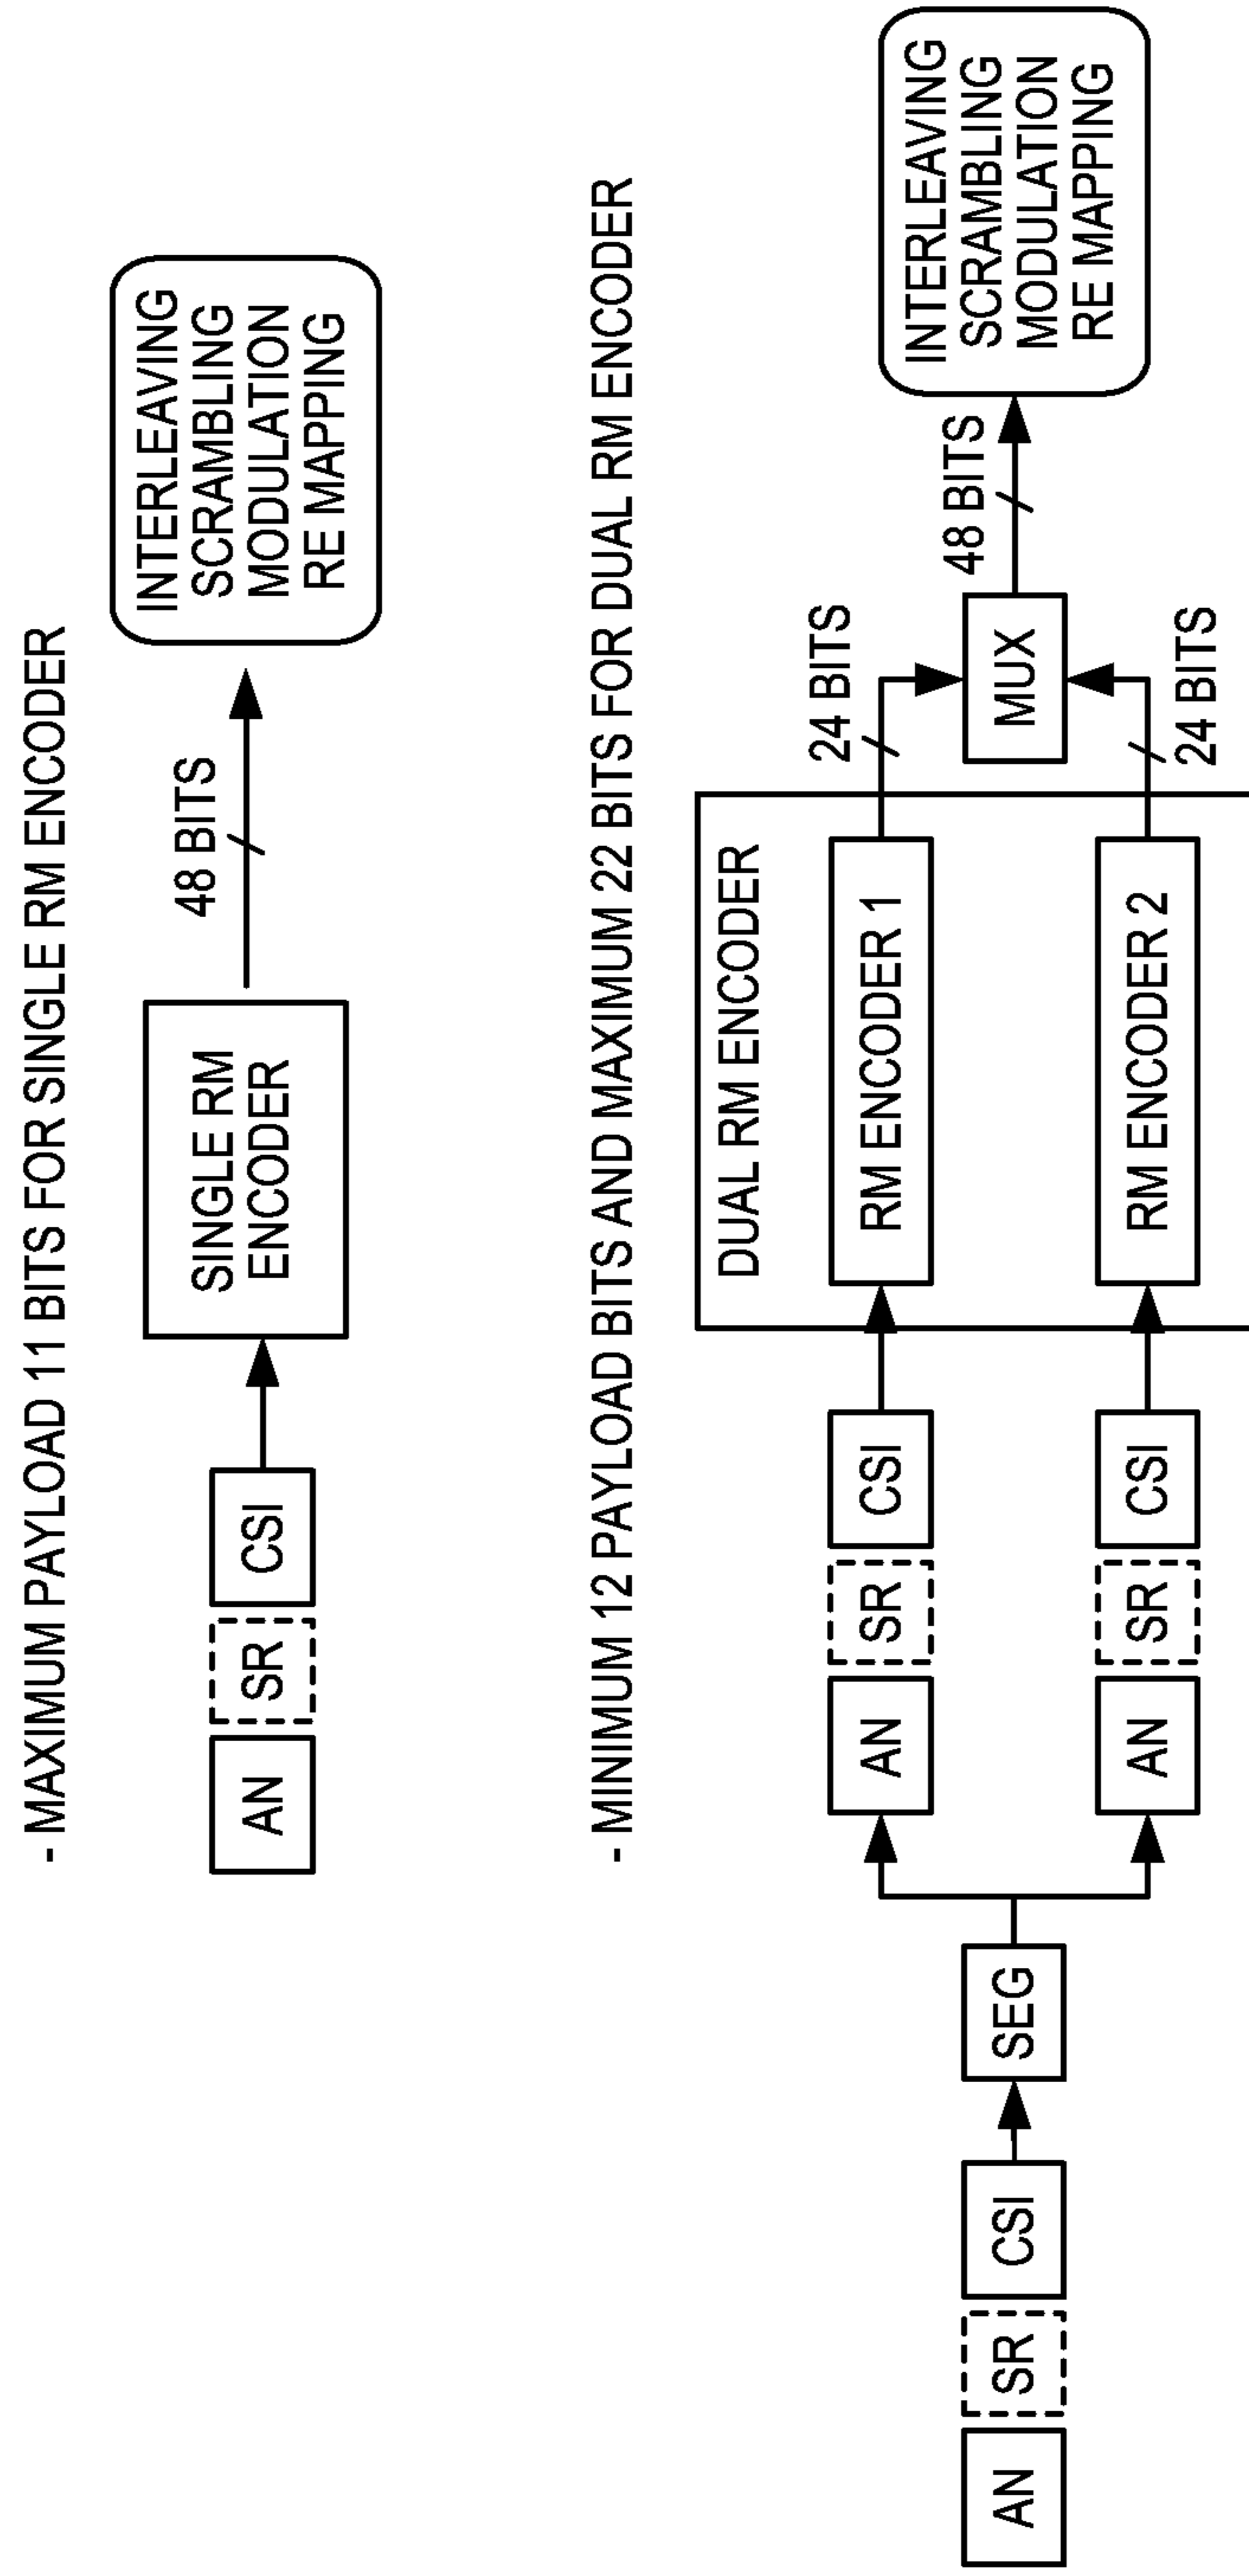 - MAXIMUM PAYLOAD 11 BITS FOR SINGLE RM ENCODER
AN
SR
CSI
SINGLE RM
ENCODER
48 BITS
INTERLEAVING
SCRAMBLING
MODULATION
RE MAPPING
- MINIMUM 12 PAYLOAD BITS AND MAXIMUM 22 BITS FOR DUAL RM ENCODER
AN
SR
CSI
SEG
AN
SR
CSI
AN
SR
CSI
DUAL RM ENCODER
RM ENCODER 1
RM ENCODER 2
24 BITS
24 BITS
MUX
48 BITS
INTERLEAVING
SCRAMBLING
MODULATION
RE MAPPING